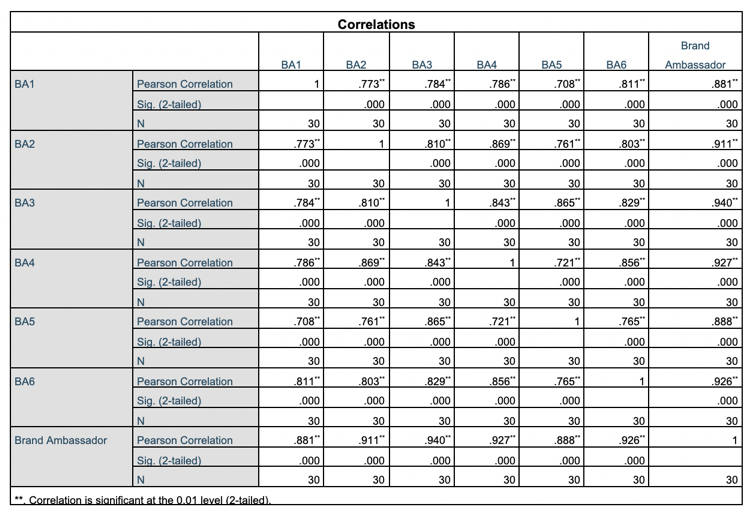 Correlations
BA1 BA2 BA3 BA4 BA5 BA6 Brand Ambassador
BA1 Pearson Correlation 1 .773** .784** .786** .708** .811** .881**
Sig. (2-tailed) .000 .000 .000 .000 .000 .000
N 30 30 30 30 30 30 30
BA2 Pearson Correlation .773** 1 .810** .869** .761** .803** .911**
Sig. (2-tailed) .000 .000 .000 .000 .000 .000
N 30 30 30 30 30 30 30
BA3 Pearson Correlation .784** .810** 1 .843** .865** .829** .940**
Sig. (2-tailed) .000 .000 .000 .000 .000 .000
N 30 30 30 30 30 30 30
BA4 Pearson Correlation .786** .869** .843** 1 .721** .856** .927**
Sig. (2-tailed) .000 .000 .000 .000 .000 .000
N 30 30 30 30 30 30 30
BA5 Pearson Correlation .708** .761** .865** .721** 1 .765** .888**
Sig. (2-tailed) .000 .000 .000 .000 .000 .000
N 30 30 30 30 30 30 30
BA6 Pearson Correlation .811** .803** .829** .856** .765** 1 .926**
Sig. (2-tailed) .000 .000 .000 .000 .000 .000
N 30 30 30 30 30 30 30
Brand Ambassador Pearson Correlation .881** .911** .940** .927** .888** .926** 1
Sig. (2-tailed) .000 .000 .000 .000 .000 .000
N 30 30 30 30 30 30 30
**. Correlation is significant at the 0.01 level (2-tailed).